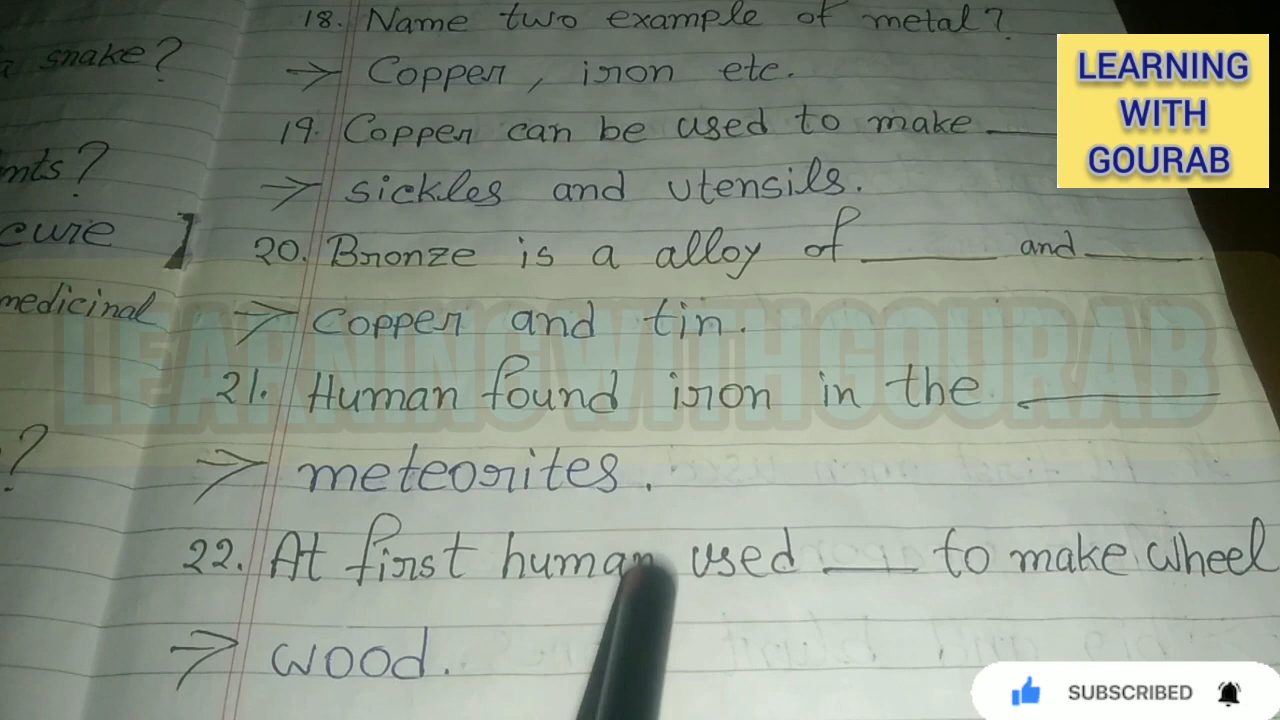 a snake?
nts?
cure ]
medicinal
?
18. Name two example of metal?
→ Copper, iron etc.
19. Copper can be used to make ___
→ sickles and utensils.
20. Bronze is a alloy of ___ and ___.
→ Copper and tin.
21. Human found iron in the ___
→ meteorites.
22. At first human used ___ to make wheel
→ wood.
LEARNING
WITH
GOURAB
LEARNINGWITHGOURAB
SUBSCRIBED